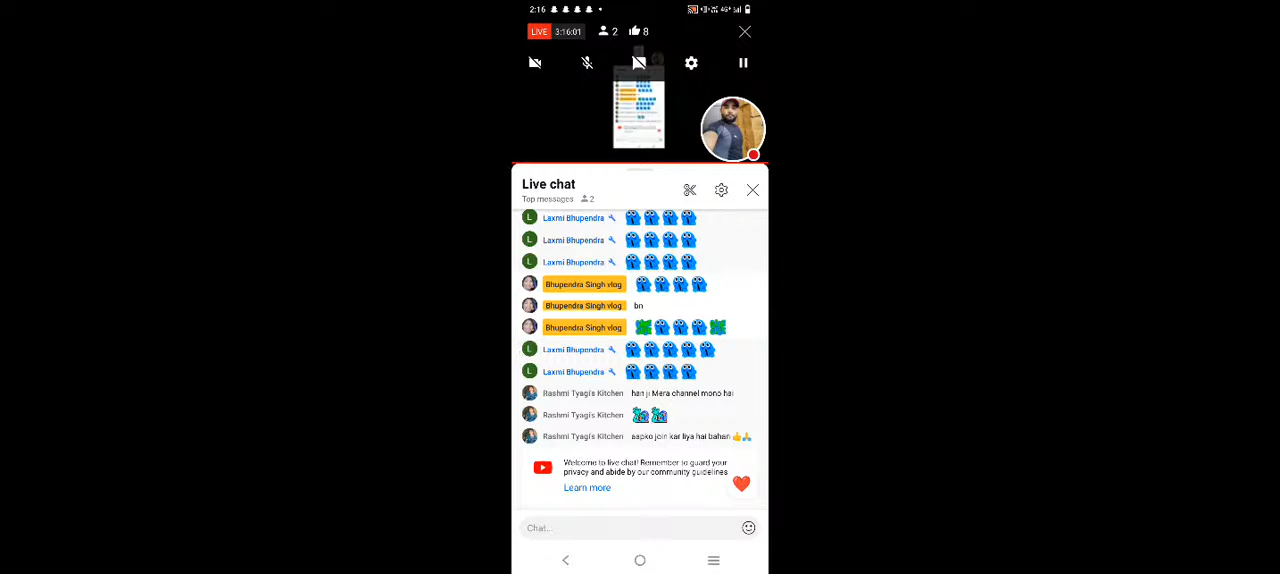 2:16 4G+
LIVE 3:16:01 2 8
Live chat
Top messages 2
L Laxmi Bhupendra
L Laxmi Bhupendra
L Laxmi Bhupendra
Bhupendra Singh vlog
Bhupendra Singh vlog bn
Bhupendra Singh vlog
L Laxmi Bhupendra
L Laxmi Bhupendra
Rashmi Tyagi's Kitchen han ji Mera channel mono hai
Rashmi Tyagi's Kitchen
Rashmi Tyagi's Kitchen aapko join kar liya hai bahan 👍🙏
Welcome to live chat! Remember to guard your
privacy and abide by our community guidelines
Learn more
Chat...